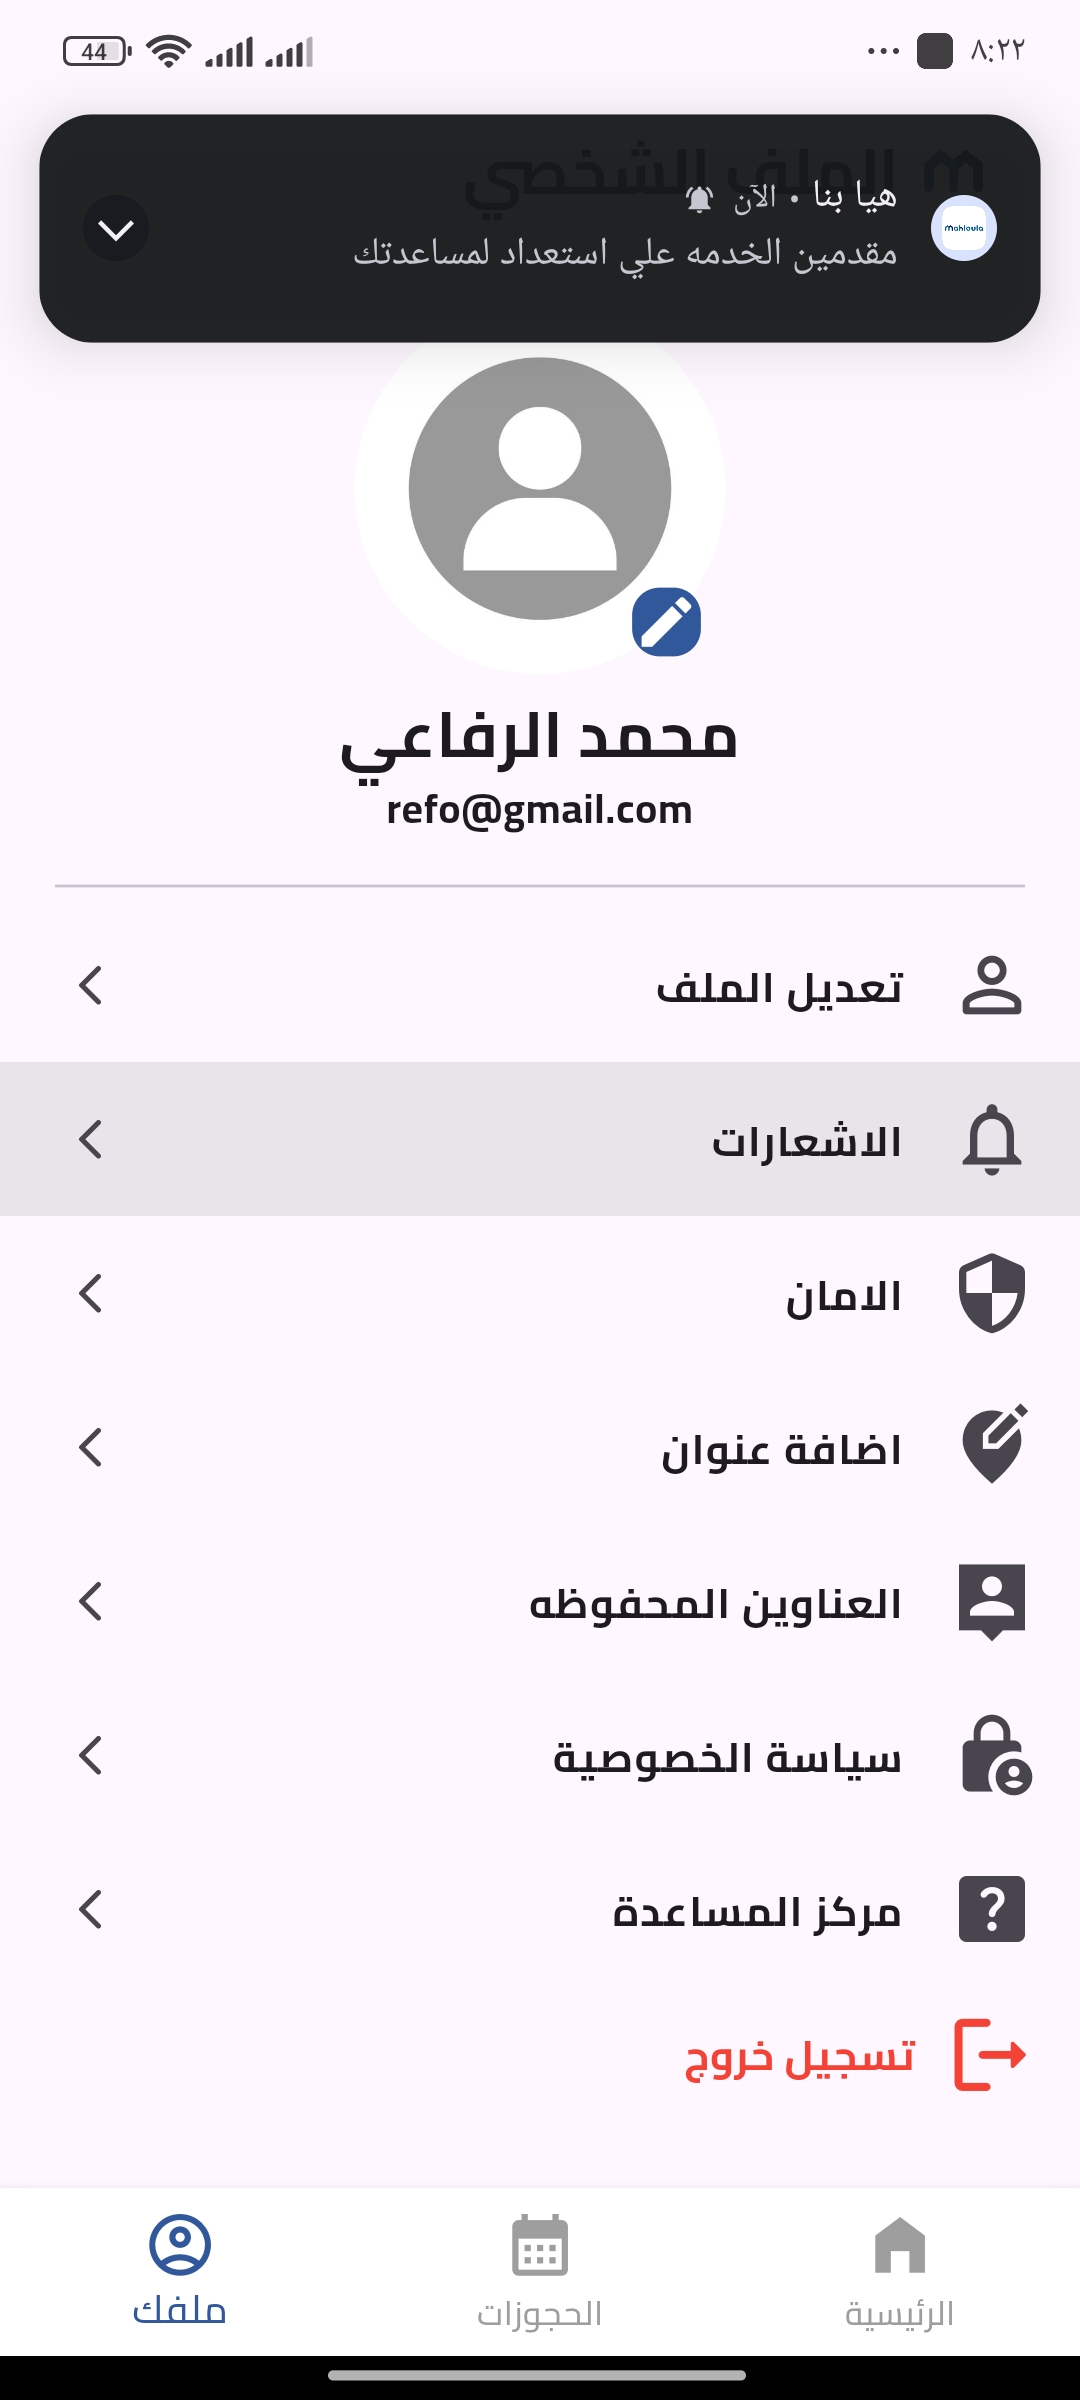 ٨:٢٢
44
الملف الشخصي
هيا بنا • الآن
Mahloula
مقدمين الخدمه علي استعداد لمساعدتك
محمد الرفاعي
refo@gmail.com
تعديل الملف
الاشعارات
الامان
اضافة عنوان
العناوين المحفوظه
سياسة الخصوصية
مركز المساعدة
تسجيل خروج
الرئيسية
الحجوزات
ملفك